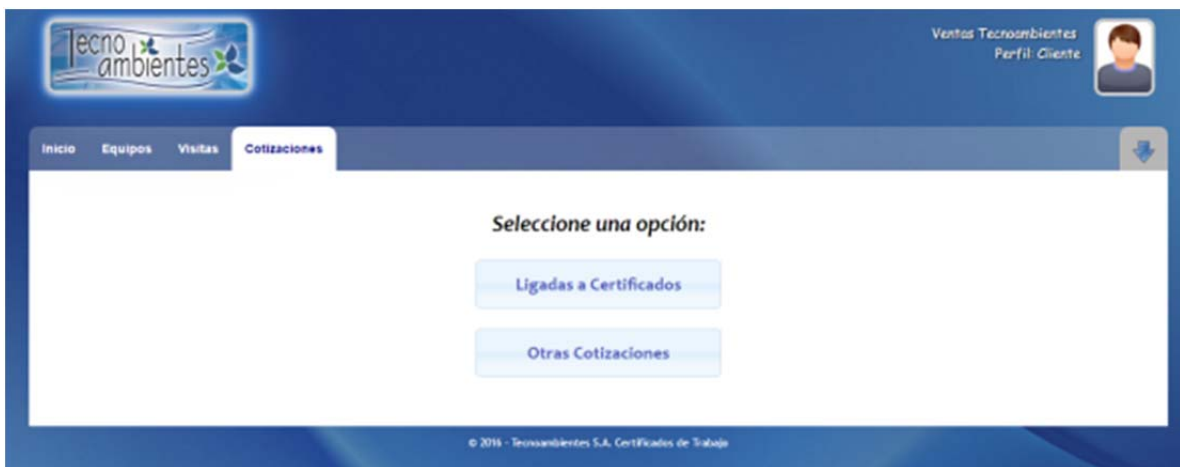 Tecno
ambientes
Ventas Tecnoambientes
Perfil: Cliente
Inicio Equipos Visitas Cotizaciones
Seleccione una opción:
Ligadas a Certificados
Otras Cotizaciones
© 2016 - Tecnoambientes S.A. Certificados de Trabajo